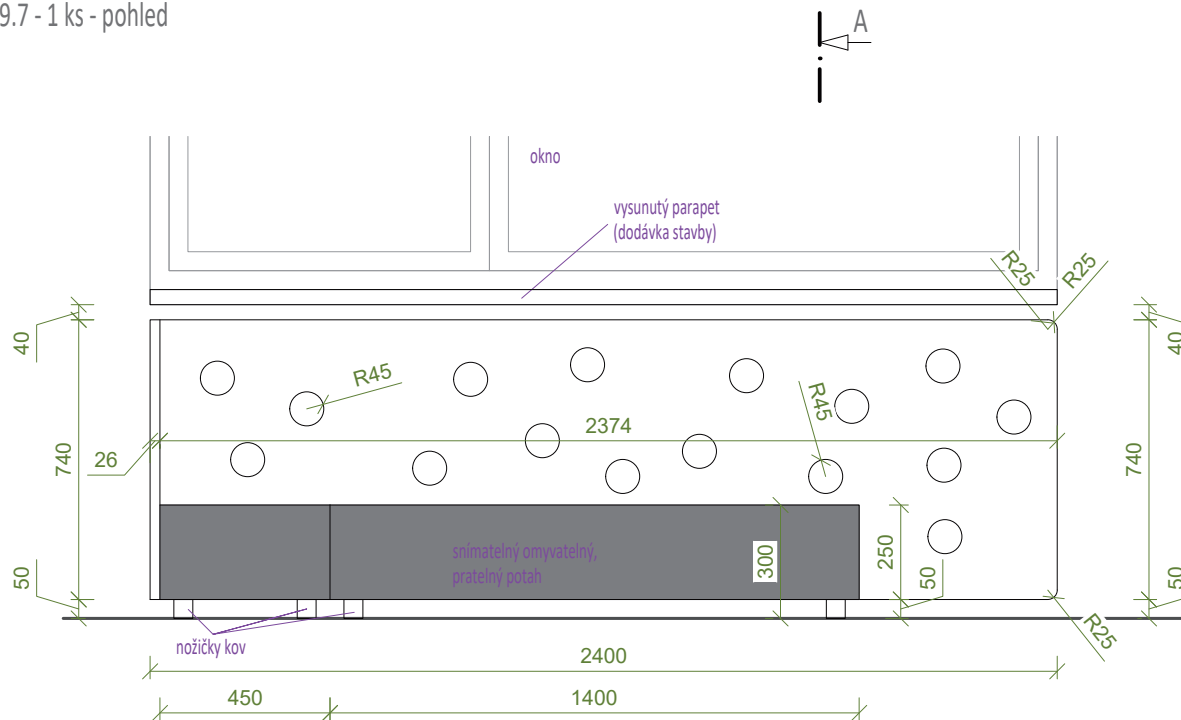 9.7 - 1 ks - pohled
A
okno
vysunutý parapet
(dodávka stavby)
R25
R25
40
40
R45
R45
2374
740
26
740
snímatelný omyvatelný,
pratelný potah
300
250
50
50
50
nožičky kov
R25
2400
450
1400